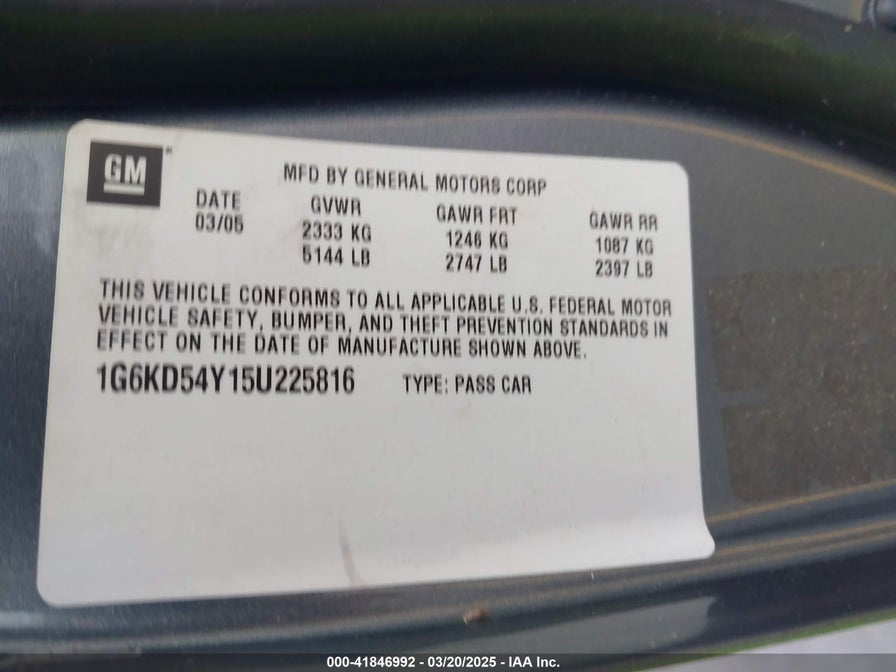 GM
MFD BY GENERAL MOTORS CORP
DATE GVWR GAWR FRT GAWR RR
03/05 2333 KG 1246 KG 1087 KG
5144 LB 2747 LB 2397 LB
THIS VEHICLE CONFORMS TO ALL APPLICABLE U.S. FEDERAL MOTOR
VEHICLE SAFETY, BUMPER, AND THEFT PREVENTION STANDARDS IN
EFFECT ON THE DATE OF MANUFACTURE SHOWN ABOVE.
1G6KD54Y15U225816 TYPE: PASS CAR
000-41846992 - 03/20/2025 - IAA Inc.